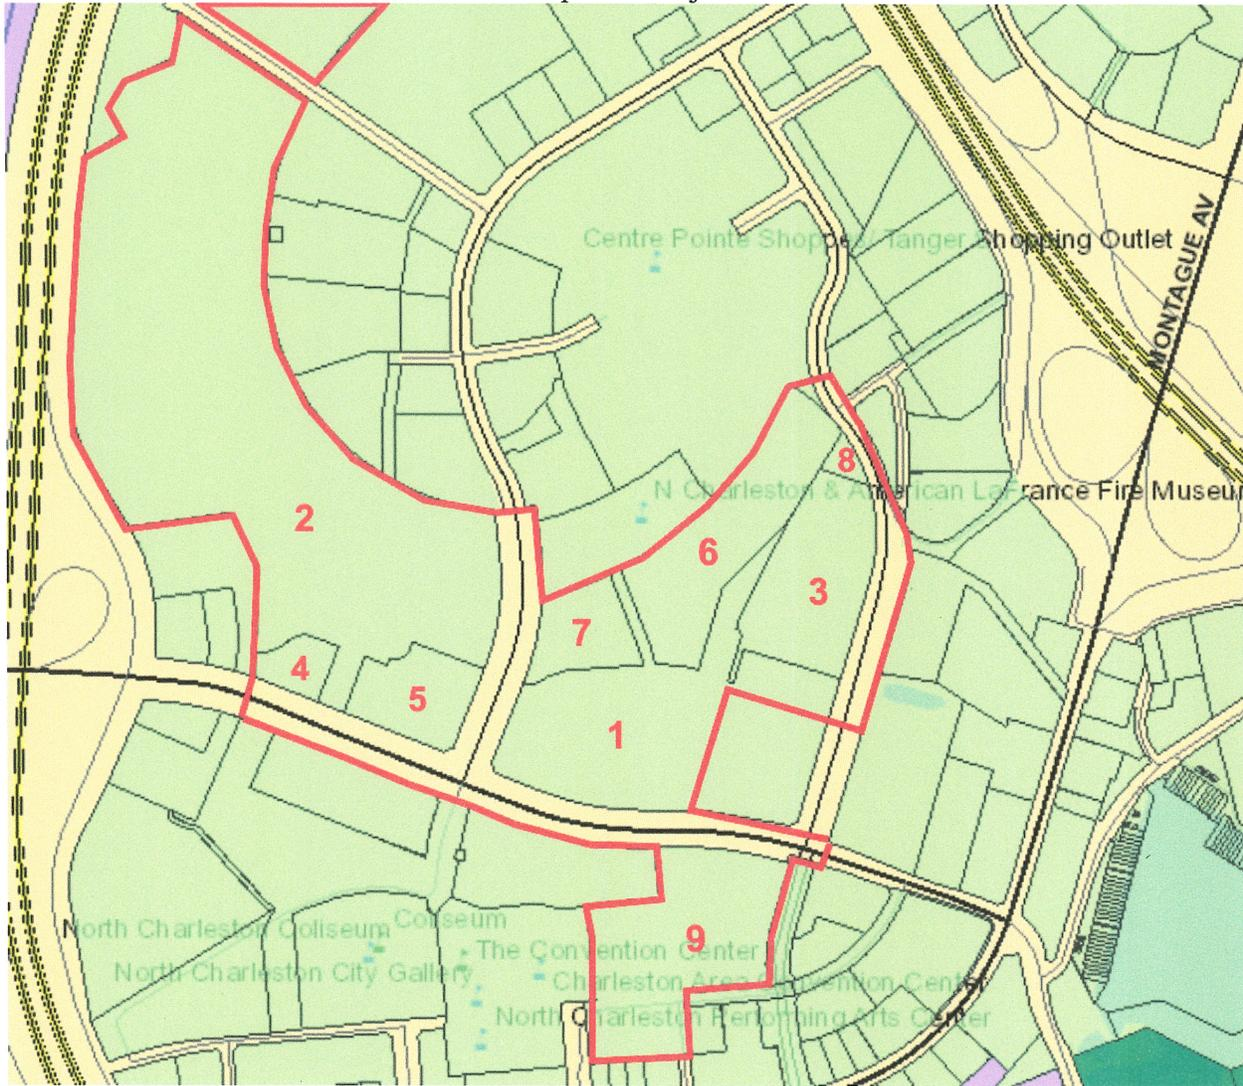 Centre Pointe Shoppes/ Tanger Shopping Outlet
MONTAGUE AV
8
N Charleston & American LaFrance Fire Museum
2
6
3
7
4
5
1
North Charleston Coliseum
Coliseum
9
The Convention Center
North Charleston City Gallery
Charleston Area Convention Center
North Charleston Performing Arts Center